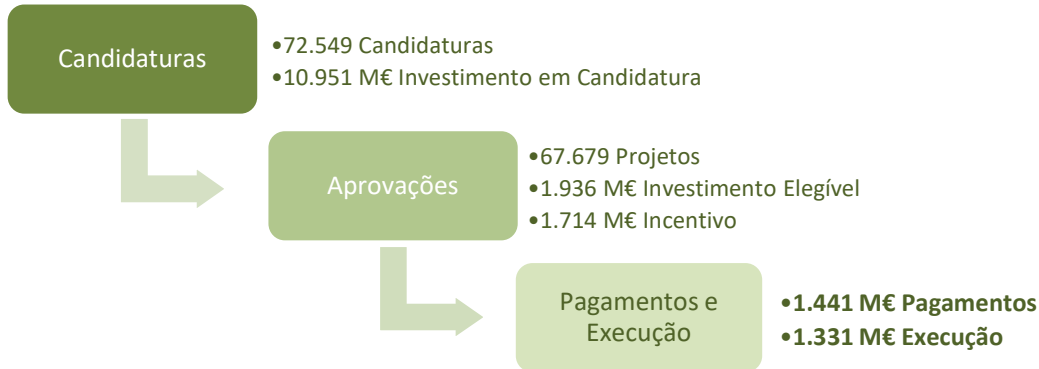 Candidaturas
•72.549 Candidaturas
•10.951 M€ Investimento em Candidatura
Aprovações
•67.679 Projetos
•1.936 M€ Investimento Elegível
•1.714 M€ Incentivo
Pagamentos e
Execução
•1.441 M€ Pagamentos
•1.331 M€ Execução